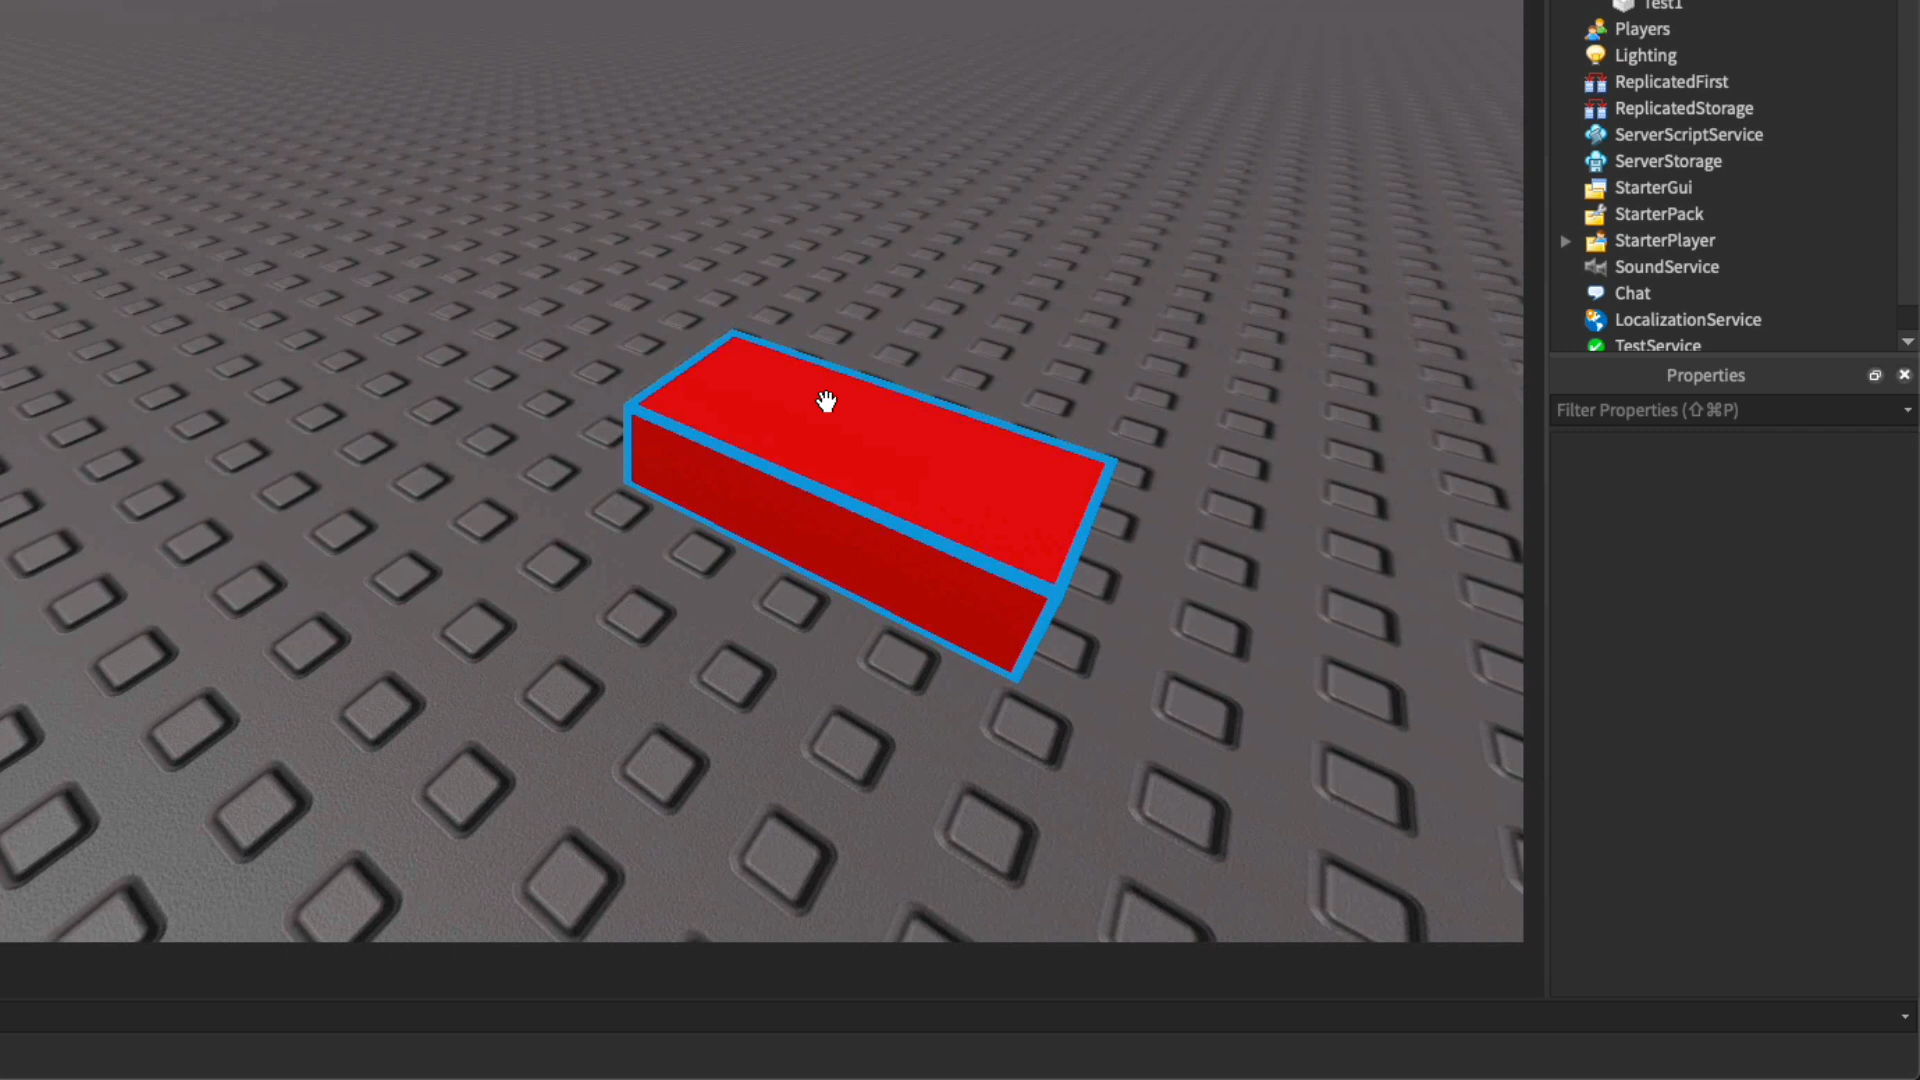 Test1
Players
Lighting
ReplicatedFirst
ReplicatedStorage
ServerScriptService
ServerStorage
StarterGui
StarterPack
StarterPlayer
SoundService
Chat
LocalizationService
TestService
Properties
Filter Properties (⇧⌘P)